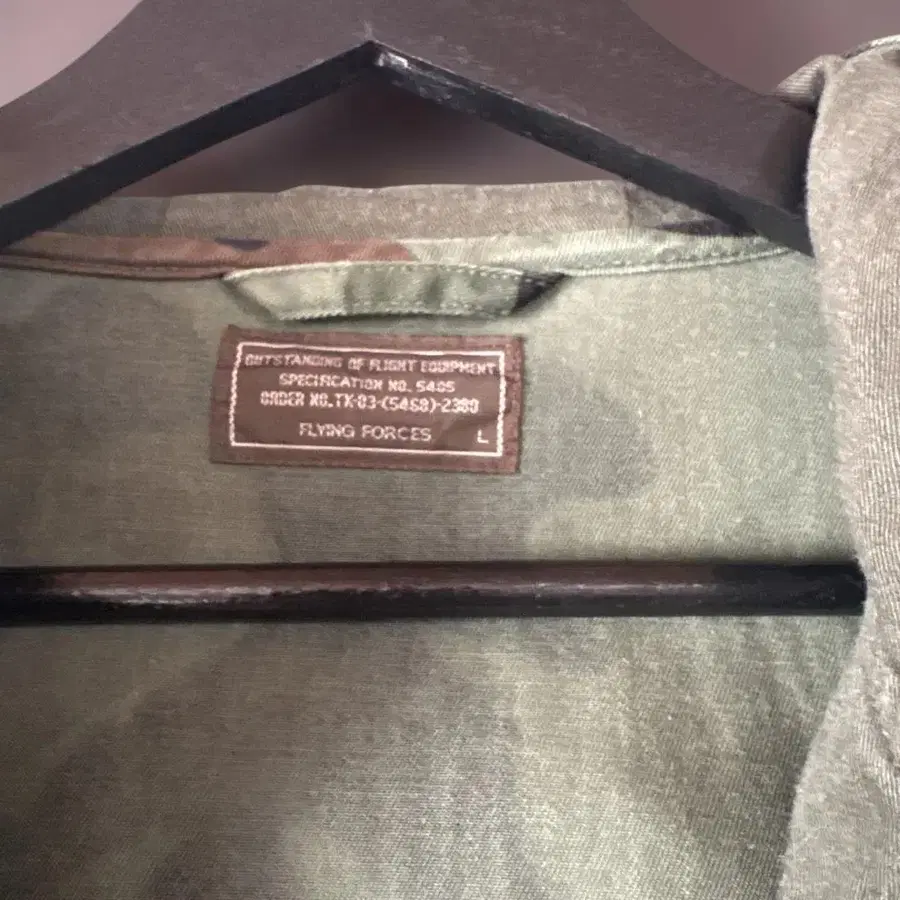 OUTSTANDING OF FLIGHT EQUIPMENT
SPECIFICATION NO. 5405
ORDER NO.TX-03-(5468)-2380
FLYING FORCES L